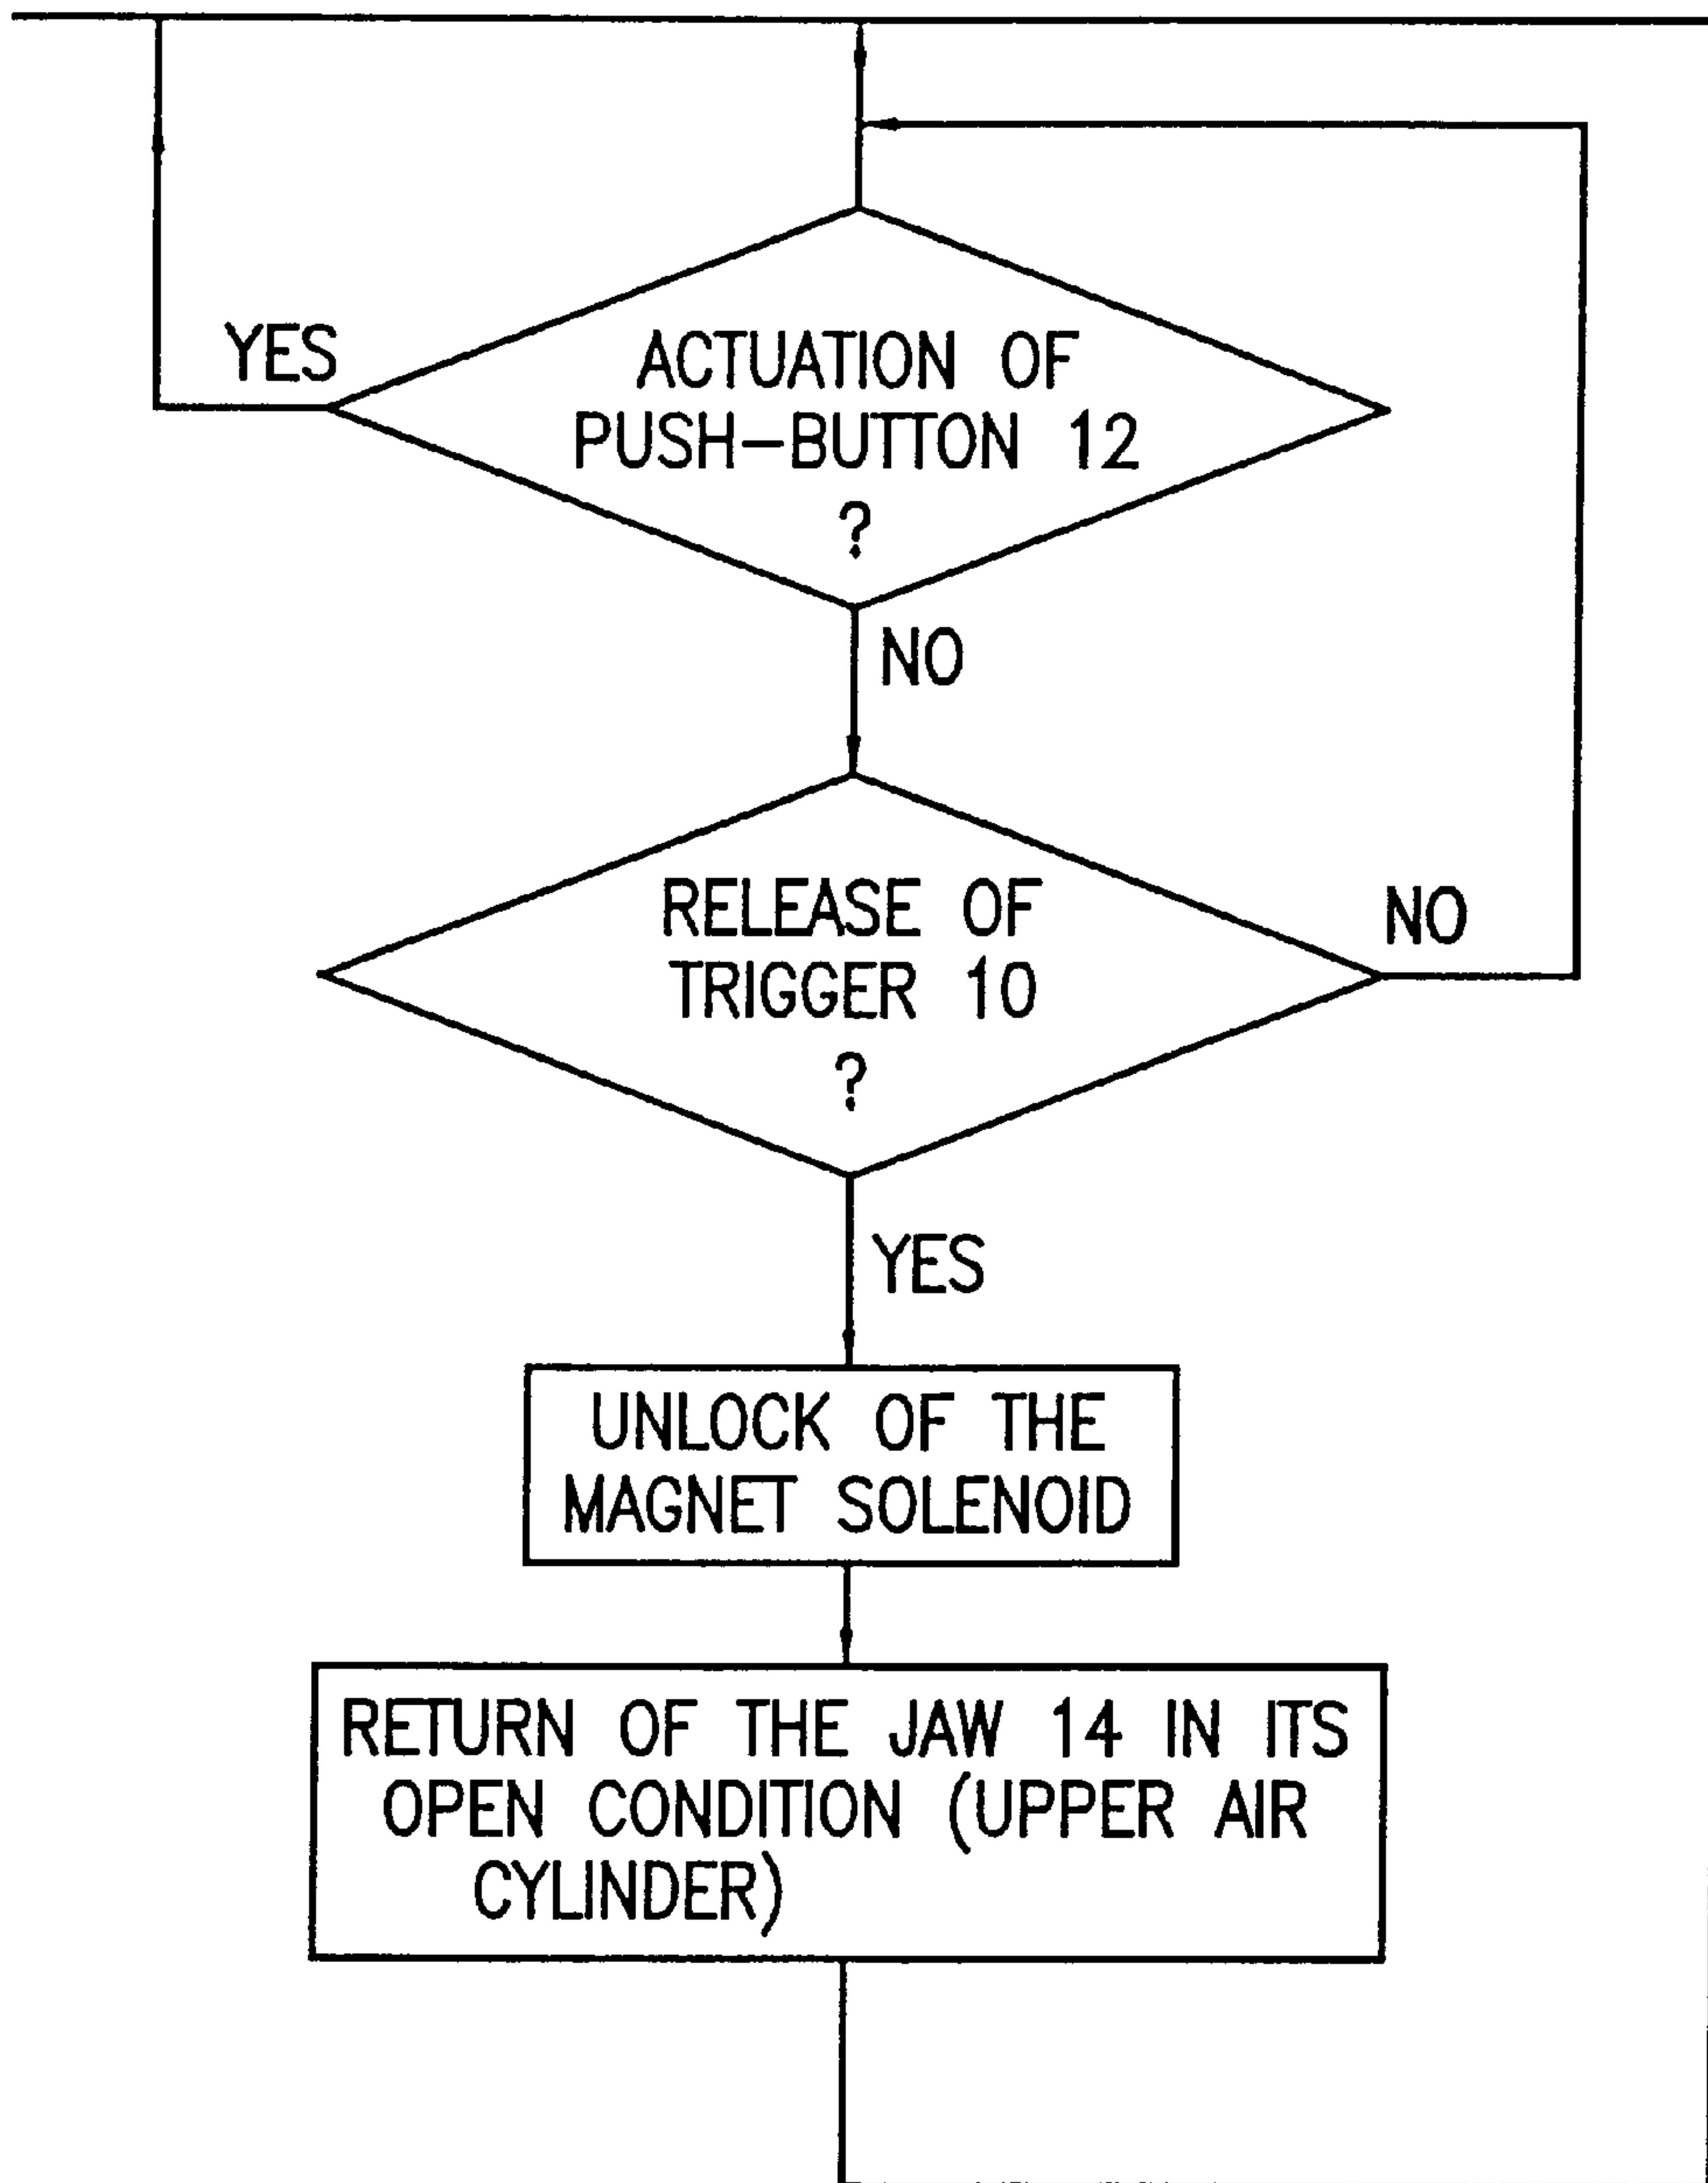 YES
ACTUATION OF
PUSH-BUTTON 12
?
NO
RELEASE OF
TRIGGER 10
?
NO
YES
UNLOCK OF THE
MAGNET SOLENOID
RETURN OF THE JAW 14 IN ITS
OPEN CONDITION (UPPER AIR
CYLINDER)